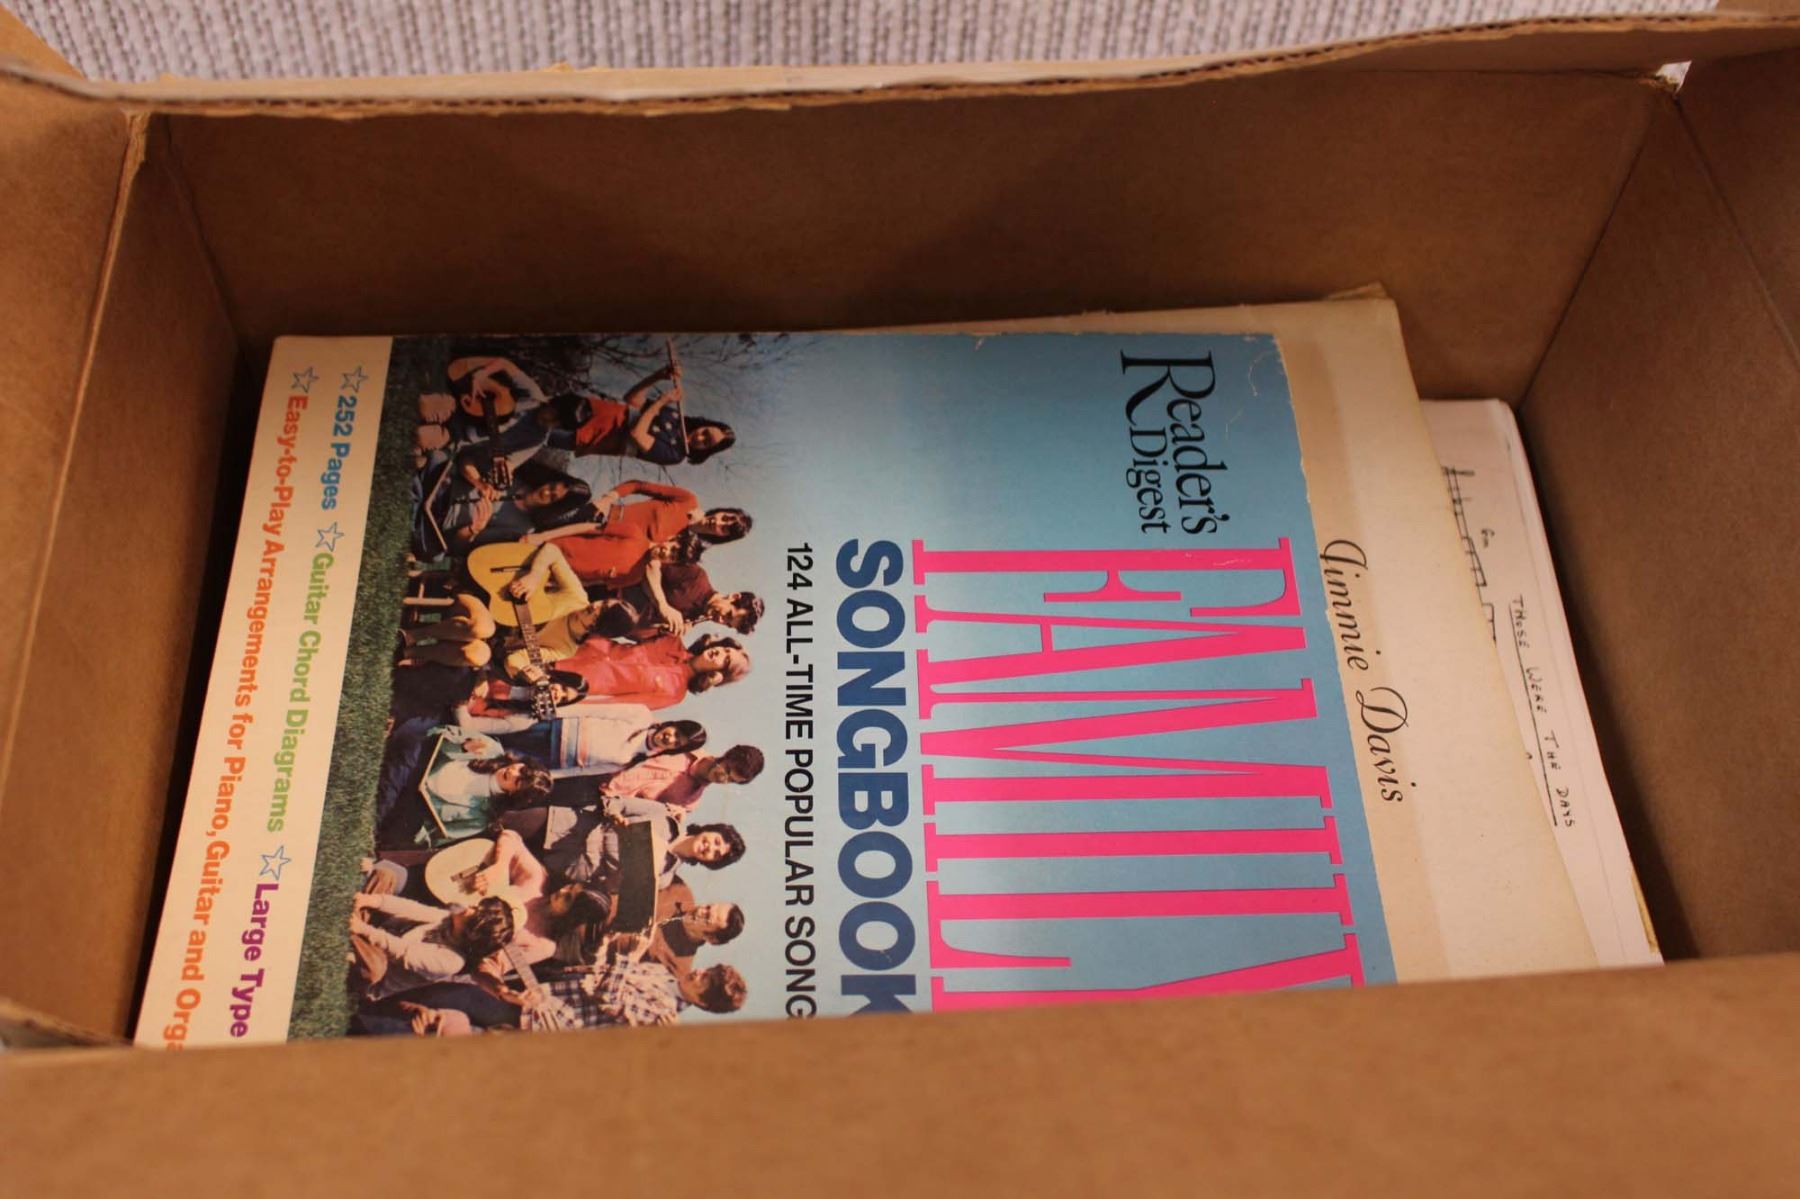 Reader's
Digest
FAMILY
SONGBOOK
124 ALL-TIME POPULAR SONG
☆252 Pages ☆Guitar Chord Diagrams ☆Large Type
☆Easy-to-Play Arrangements for Piano, Guitar and Orga
Jimmie Davis
THOSE WERE THE DAYS
Gm